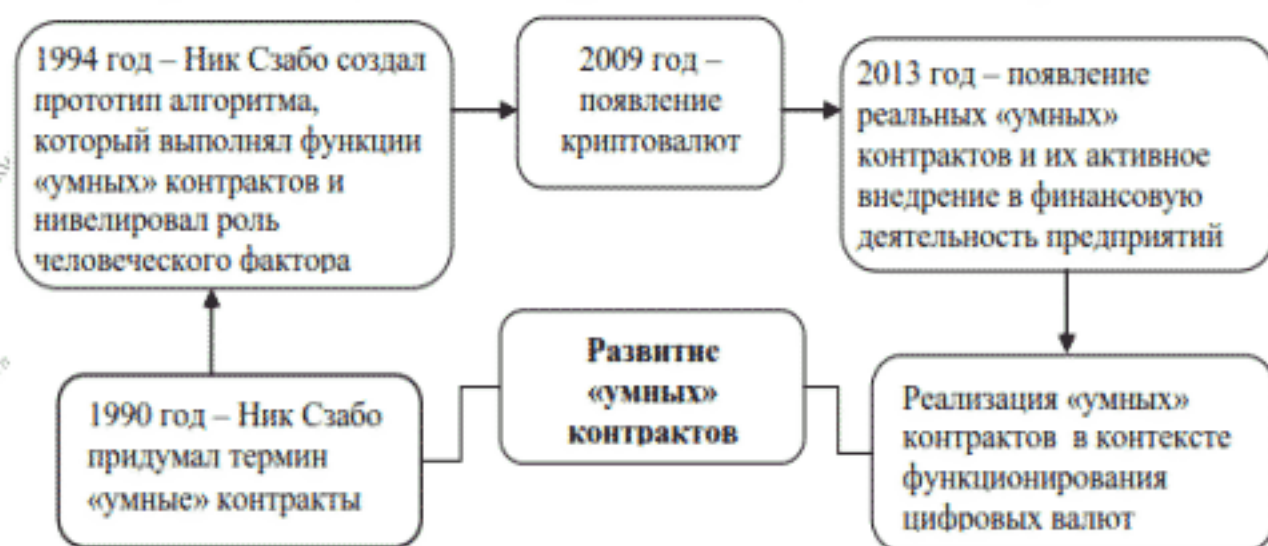 1994 год – Ник Сзабо создал
прототип алгоритма,
который выполнял функции
«умных» контрактов и
нивелировал роль
человеческого фактора
2009 год –
появление
криптовалют
2013 год – появление
реальных «умных»
контрактов и их активное
внедрение в финансовую
деятельность предприятий
1990 год – Ник Сзабо
придумал термин
«умные» контракты
Развитие
«умных»
контрактов
Реализация «умных»
контрактов в контексте
функционирования
цифровых валют